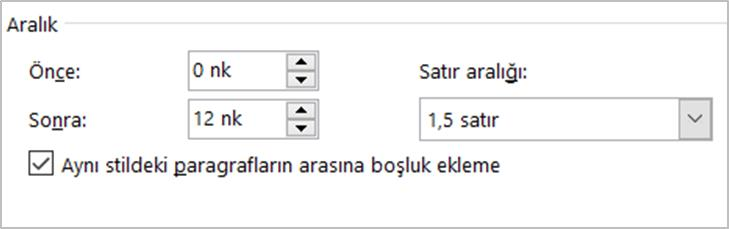 Aralık
Önce: 0 nk Satır aralığı:
Sonra: 12 nk 1,5 satır
Aynı stildeki paragrafların arasına boşluk ekleme